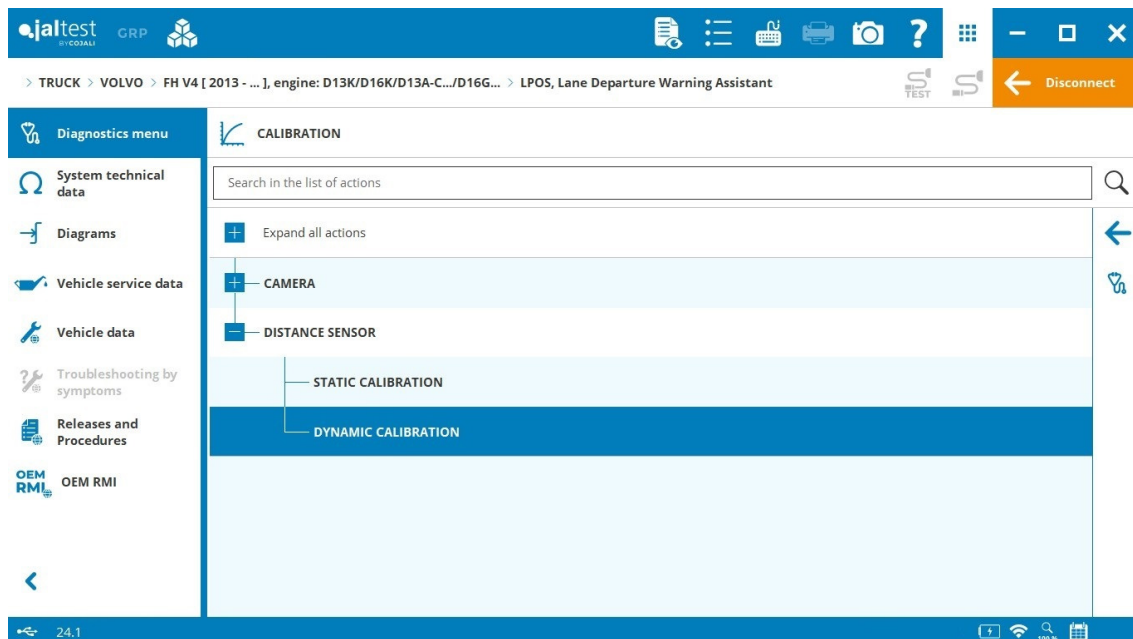 jaltest
BY COJALI
GRP
?
> TRUCK > VOLVO > FH V4 [ 2013 - ... ], engine: D13K/D16K/D13A-C.../D16G... > LPOS, Lane Departure Warning Assistant
TEST
Disconnect
Diagnostics menu
CALIBRATION
System technical
data
Search in the list of actions
Diagrams
Expand all actions
Vehicle service data
CAMERA
Vehicle data
DISTANCE SENSOR
Troubleshooting by
symptoms
STATIC CALIBRATION
Releases and
Procedures
DYNAMIC CALIBRATION
OEM
RMI
OEM RMI
24.1
100 %